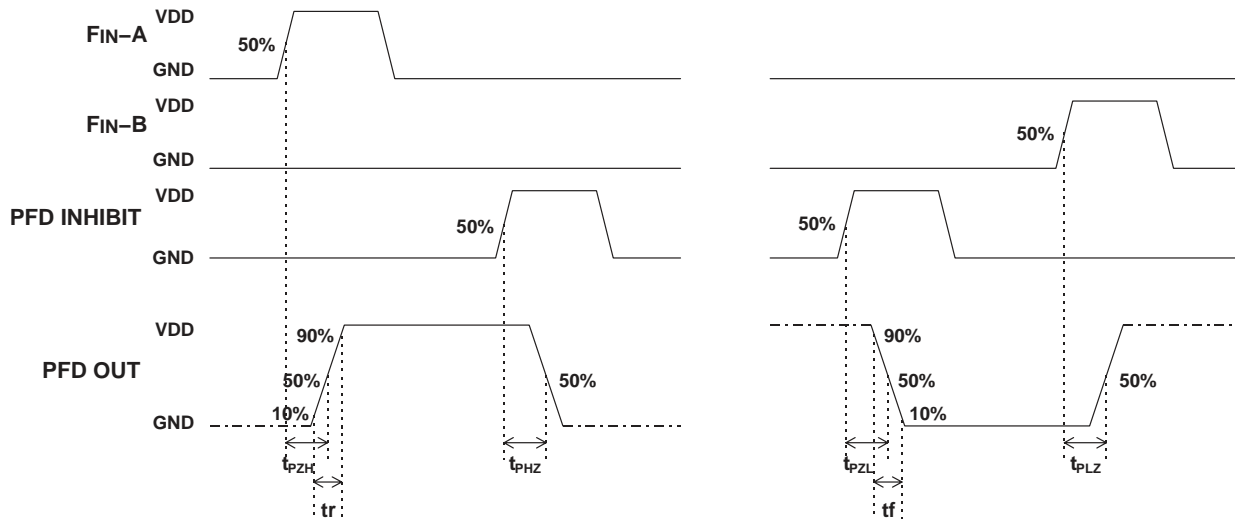 VDD
FIN–A
50%
GND
VDD
FIN–B
50%
GND
VDD
PFD INHIBIT
50%
50%
GND
VDD
90%
90%
PFD OUT
50%
50%
50%
50%
10%
10%
GND
tPZH
tPHZ
tPZL
tPLZ
tr
tf